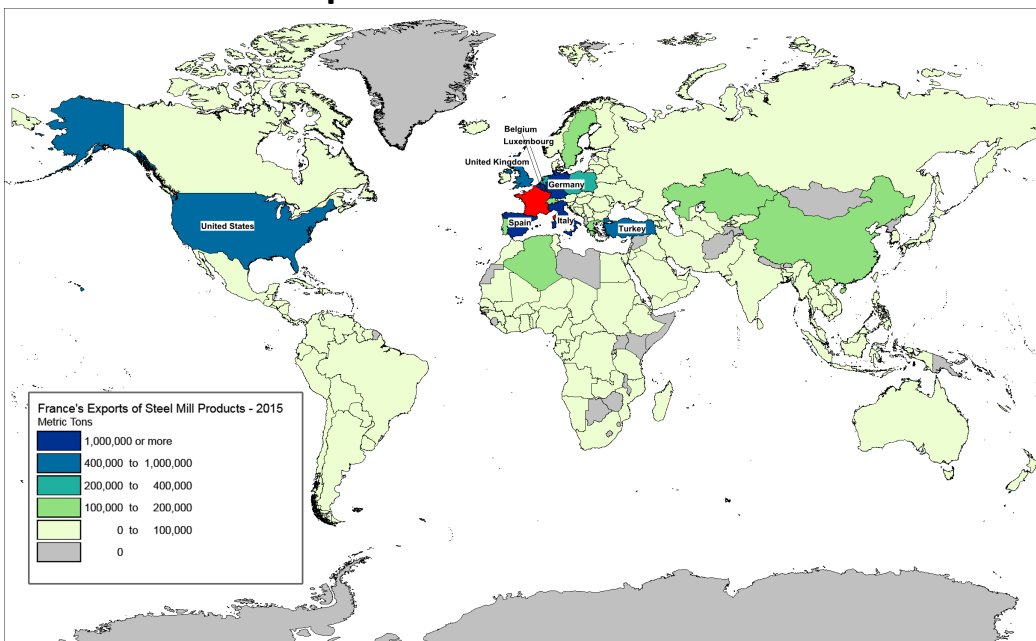 Belgium
Luxembourg
United Kingdom
Germany
United States
Spain
Italy
Turkey
France's Exports of Steel Mill Products - 2015
Metric Tons
1,000,000 or more
400,000 to 1,000,000
200,000 to 400,000
100,000 to 200,000
0 to 100,000
0